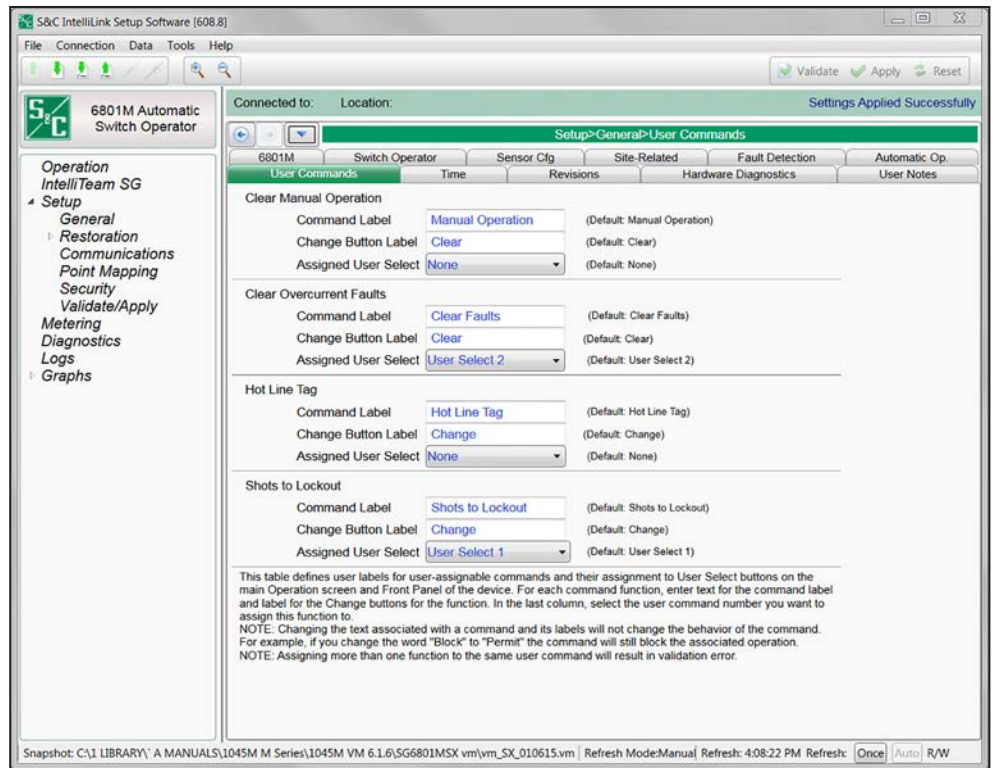 S&C IntelliLink Setup Software [608.8]
File Connection Data Tools Help
Validate Apply Reset
S&C
6801M Automatic
Switch Operator
Connected to: Location: Settings Applied Successfully
Setup>General>User Commands
6801M Switch Operator Sensor Cfg Site-Related Fault Detection Automatic Op.
User Commands Time Revisions Hardware Diagnostics User Notes
Operation
IntelliTeam SG
Setup
General
Restoration
Communications
Point Mapping
Security
Validate/Apply
Metering
Diagnostics
Logs
Graphs
Clear Manual Operation
Command Label Manual Operation (Default: Manual Operation)
Change Button Label Clear (Default: Clear)
Assigned User Select None (Default: None)
Clear Overcurrent Faults
Command Label Clear Faults (Default: Clear Faults)
Change Button Label Clear (Default: Clear)
Assigned User Select User Select 2 (Default: User Select 2)
Hot Line Tag
Command Label Hot Line Tag (Default: Hot Line Tag)
Change Button Label Change (Default: Change)
Assigned User Select None (Default: None)
Shots to Lockout
Command Label Shots to Lockout (Default: Shots to Lockout)
Change Button Label Change (Default: Change)
Assigned User Select User Select 1 (Default: User Select 1)
This table defines user labels for user-assignable commands and their assignment to User Select buttons on the
main Operation screen and Front Panel of the device. For each command function, enter text for the command label
and label for the Change buttons for the function. In the last column, select the user command number you want to
assign this function to.
NOTE: Changing the text associated with a command and its labels will not change the behavior of the command.
For example, if you change the word "Block" to "Permit" the command will still block the associated operation.
NOTE: Assigning more than one function to the same user command will result in validation error.
Snapshot: C:\1 LIBRARY\` A MANUALS\1045M M Series\1045M VM 6.1.6\SG6801MSX vm\vm_SX_010615.vm Refresh Mode:Manual Refresh: 4:08:22 PM Refresh: Once Auto R/W